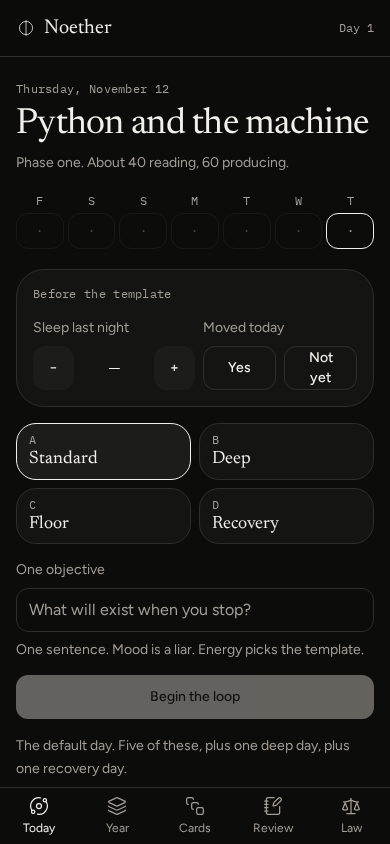 Noether
Day 1
Thursday, November 12
Python and the machine
Phase one. About 40 reading, 60 producing.
F S S M T W T
· · · · · · ·
Before the template
Sleep last night
Moved today
− — +
Yes
Not yet
A
Standard
B
Deep
C
Floor
D
Recovery
One objective
What will exist when you stop?
One sentence. Mood is a liar. Energy picks the template.
Begin the loop
The default day. Five of these, plus one deep day, plus
one recovery day.
Today Year Cards Review Law